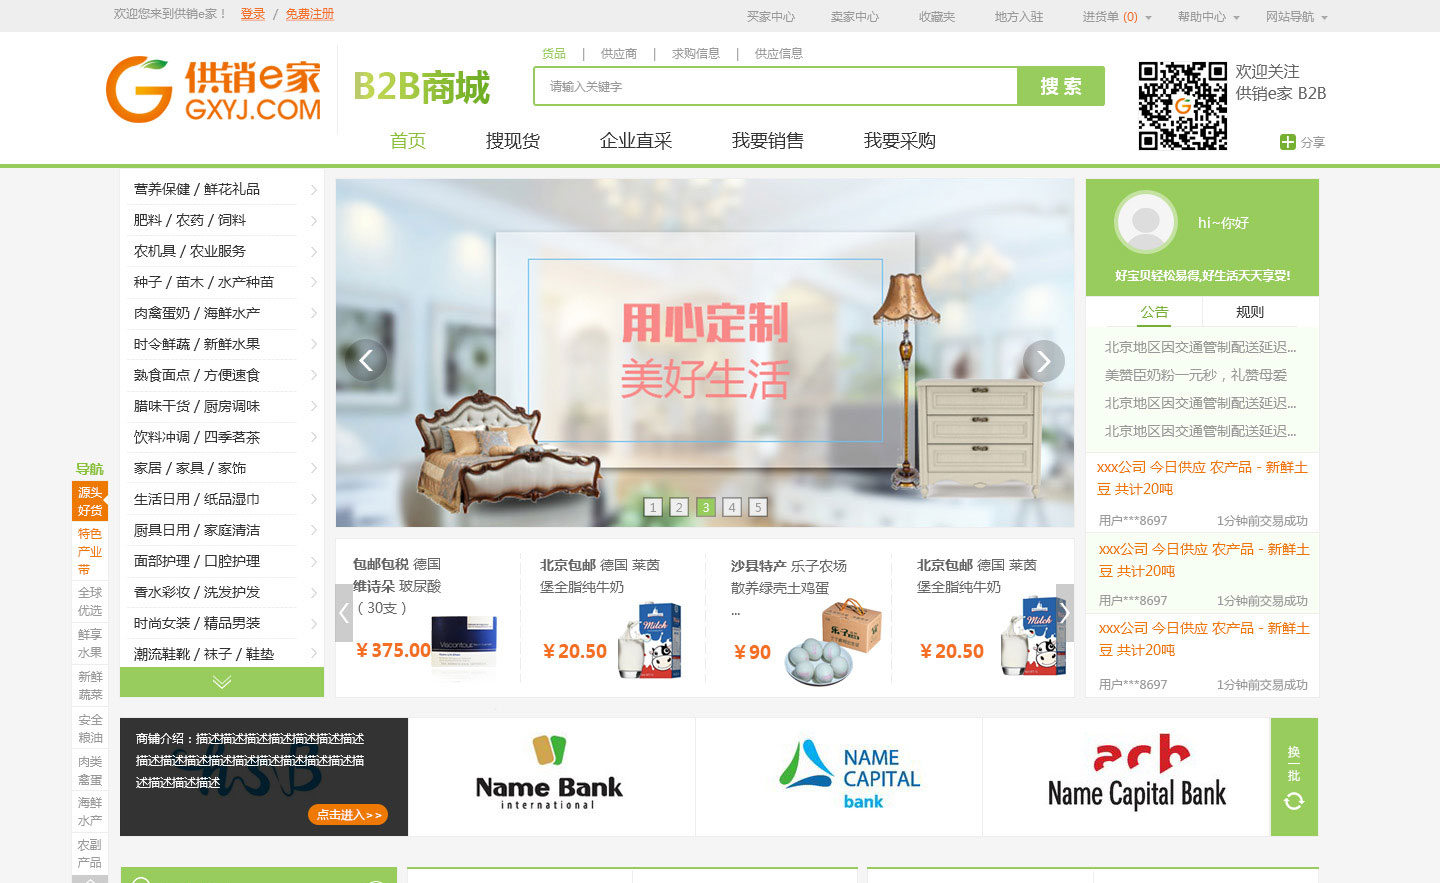 欢迎您来到供销e家！ 登录 / 免费注册
买家中心 卖家中心 收藏夹 地方入驻 进货单 (0) 帮助中心 网站导航
供销e家
GXYJ.COM
B2B商城
货品 | 供应商 | 求购信息 | 供应信息
请输入关键字
搜 索
欢迎关注
供销e家 B2B
分享
首页 搜现货 企业直采 我要销售 我要采购
营养保健 / 鲜花礼品
肥料 / 农药 / 饲料
农机具 / 农业服务
种子 / 苗木 / 水产种苗
肉禽蛋奶 / 海鲜水产
时令鲜蔬 / 新鲜水果
熟食面点 / 方便速食
腊味干货 / 厨房调味
饮料冲调 / 四季茗茶
家居 / 家具 / 家饰
生活日用 / 纸品湿巾
厨具日用 / 家庭清洁
面部护理 / 口腔护理
香水彩妆 / 洗发护发
时尚女装 / 精品男装
潮流鞋靴 / 袜子 / 鞋垫
导航
源头
好货
特色
产业
带
全球
优选
鲜享
水果
新鲜
蔬菜
安全
粮油
肉类
禽蛋
海鲜
水产
农副
产品
用心定制
美好生活
1 2 3 4 5
hi~你好
好宝贝轻松易得,好生活天天享受!
公告 规则
北京地区因交通管制配送延迟...
美赞臣奶粉一元秒，礼赞母爱
北京地区因交通管制配送延迟...
北京地区因交通管制配送延迟...
xxx公司 今日供应 农产品 - 新鲜土
豆 共计20吨
用户***8697 1分钟前交易成功
xxx公司 今日供应 农产品 - 新鲜土
豆 共计20吨
用户***8697 1分钟前交易成功
xxx公司 今日供应 农产品 - 新鲜土
豆 共计20吨
用户***8697 1分钟前交易成功
包邮包税 德国
维诗朵 玻尿酸
（30支）
￥375.00
北京包邮 德国 莱茵
堡全脂纯牛奶
￥20.50
Milch
沙县特产 乐子农场
散养绿壳土鸡蛋
...
￥90
北京包邮 德国 莱茵
堡全脂纯牛奶
￥20.50
Milch
商铺介绍：描述描述描述描述描述描述描述
描述描述描述描述描述描述描述描述描述描
述描述描述描述
点击进入>>
Name Bank
international
NAME
CAPITAL
bank
acb
Name Capital Bank
换
一
批